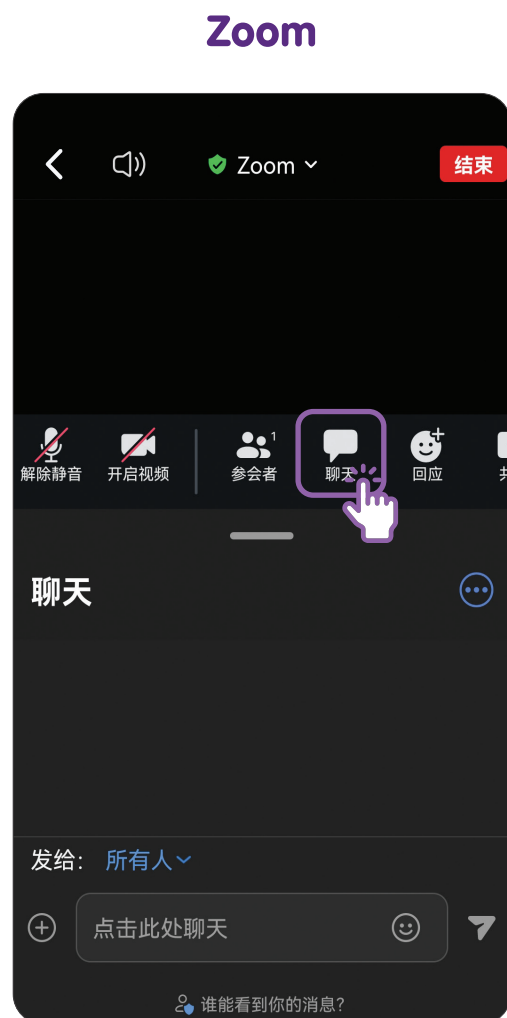 Zoom
Zoom
结束
解除静音
开启视频
1
参会者
聊天
回应
聊天
发给：
所有人
点击此处聊天
谁能看到你的消息？